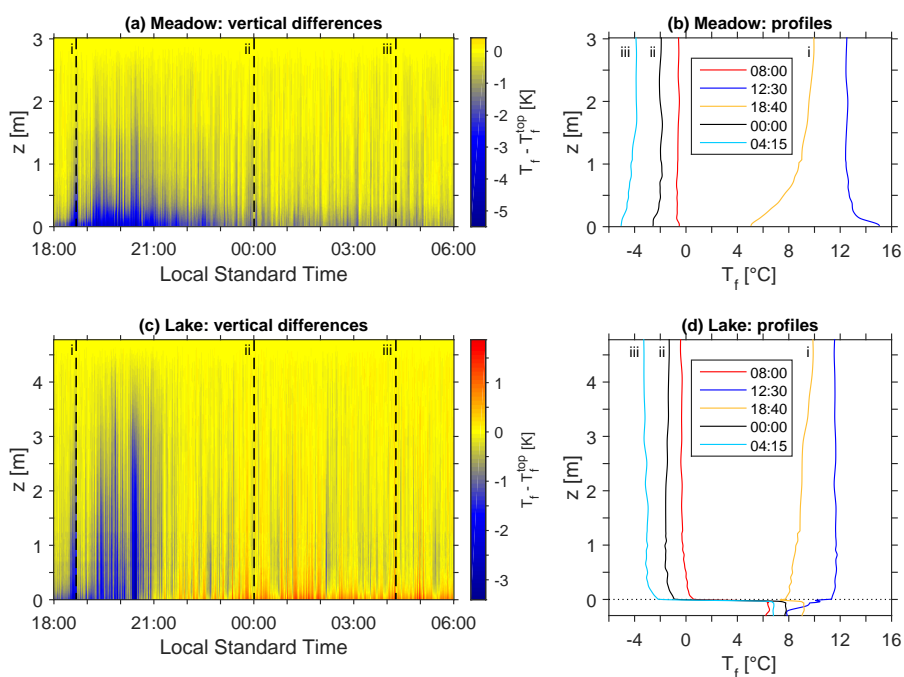 (a) Meadow: vertical differences
i
ii
iii
3
2
1
0
z [m]
18:00 21:00 00:00 03:00 06:00
Local Standard Time
0
-1
-2
-3
-4
-5
T_f - T_f^top [K]
(b) Meadow: profiles
iii ii i
08:00
12:30
18:40
00:00
04:15
3
2
1
0
z [m]
-4 0 4 8 12 16
T_f [°C]
(c) Lake: vertical differences
i
ii
iii
4
3
2
1
0
z [m]
18:00 21:00 00:00 03:00 06:00
Local Standard Time
1
0
-1
-2
-3
T_f - T_f^top [K]
(d) Lake: profiles
iii ii i
08:00
12:30
18:40
00:00
04:15
4
3
2
1
0
z [m]
-4 0 4 8 12 16
T_f [°C]